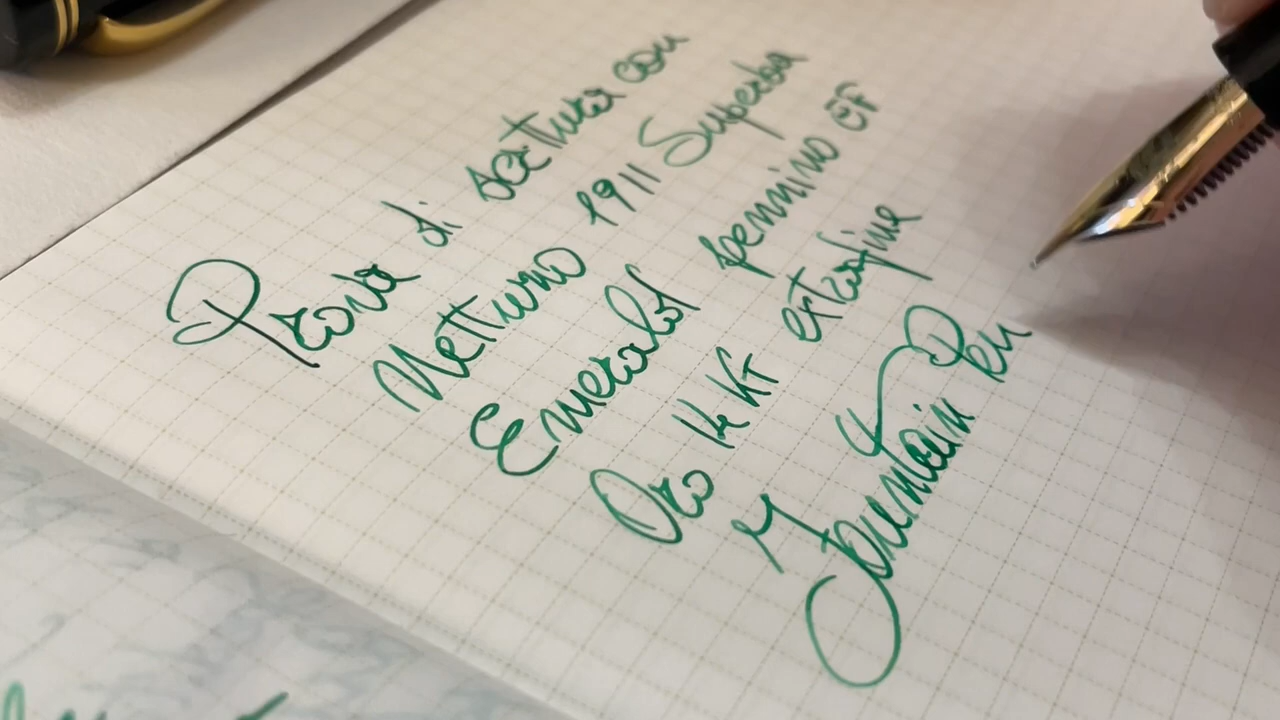 Prova di scrittura con
Nettuno 1911 Superba
Emerald pennino EF
Oro 14 KT extrafine
Fountain Pen